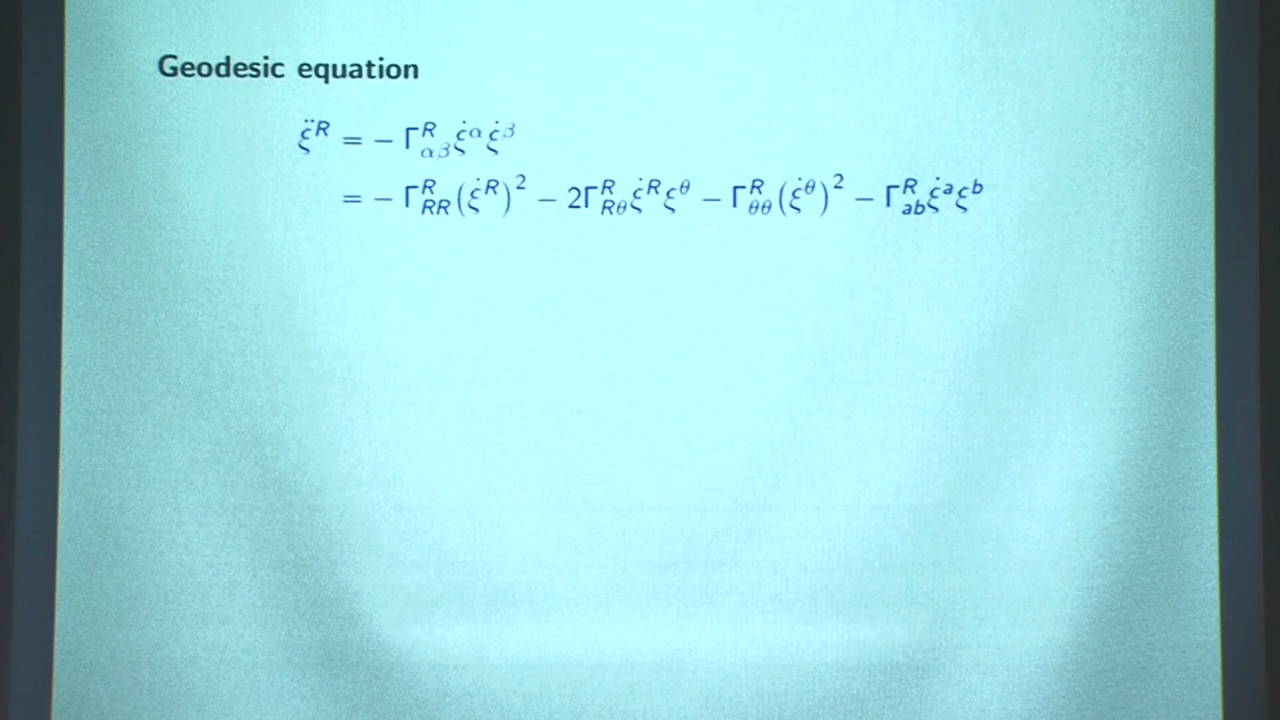 Geodesic equation
ξ̈^R = − Γ^R_{αβ} ξ̇^α ξ̇^β
= − Γ^R_{RR} (ξ̇^R)^2 − 2Γ^R_{Rθ} ξ̇^R ξ^θ − Γ^R_{θθ} (ξ̇^θ)^2 − Γ^R_{ab} ξ̇^a ξ^b